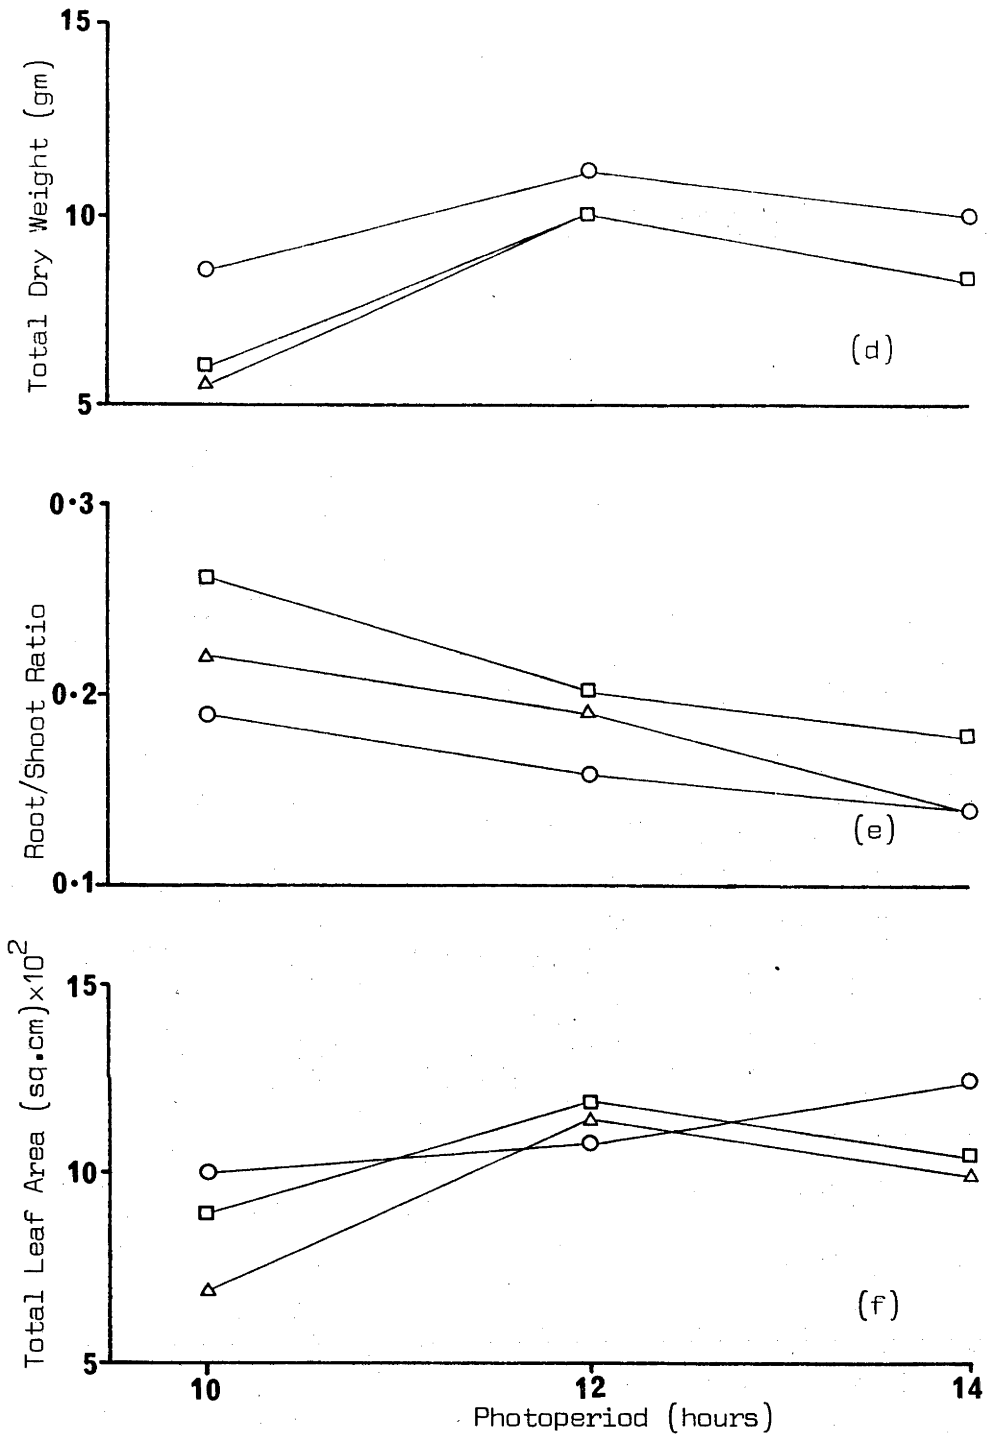 15
Total Dry Weight (gm)
10
(d)
5
0·3
Root/Shoot Ratio
0·2
(e)
0·1
Total Leaf Area (sq.cm)×10²
15
10
(f)
5
10 12 14
Photoperiod (hours)